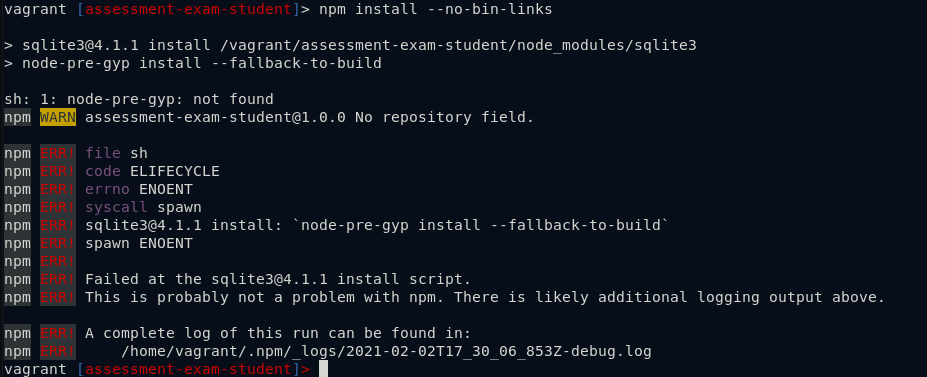 vagrant [assessment-exam-student]> npm install --no-bin-links
> sqlite3@4.1.1 install /vagrant/assessment-exam-student/node_modules/sqlite3
> node-pre-gyp install --fallback-to-build
sh: 1: node-pre-gyp: not found
npm WARN assessment-exam-student@1.0.0 No repository field.
npm ERR! file sh
npm ERR! code ELIFECYCLE
npm ERR! errno ENOENT
npm ERR! syscall spawn
npm ERR! sqlite3@4.1.1 install: `node-pre-gyp install --fallback-to-build`
npm ERR! spawn ENOENT
npm ERR!
npm ERR! Failed at the sqlite3@4.1.1 install script.
npm ERR! This is probably not a problem with npm. There is likely additional logging output above.
npm ERR! A complete log of this run can be found in:
npm ERR!     /home/vagrant/.npm/_logs/2021-02-02T17_30_06_853Z-debug.log
vagrant [assessment-exam-student]>